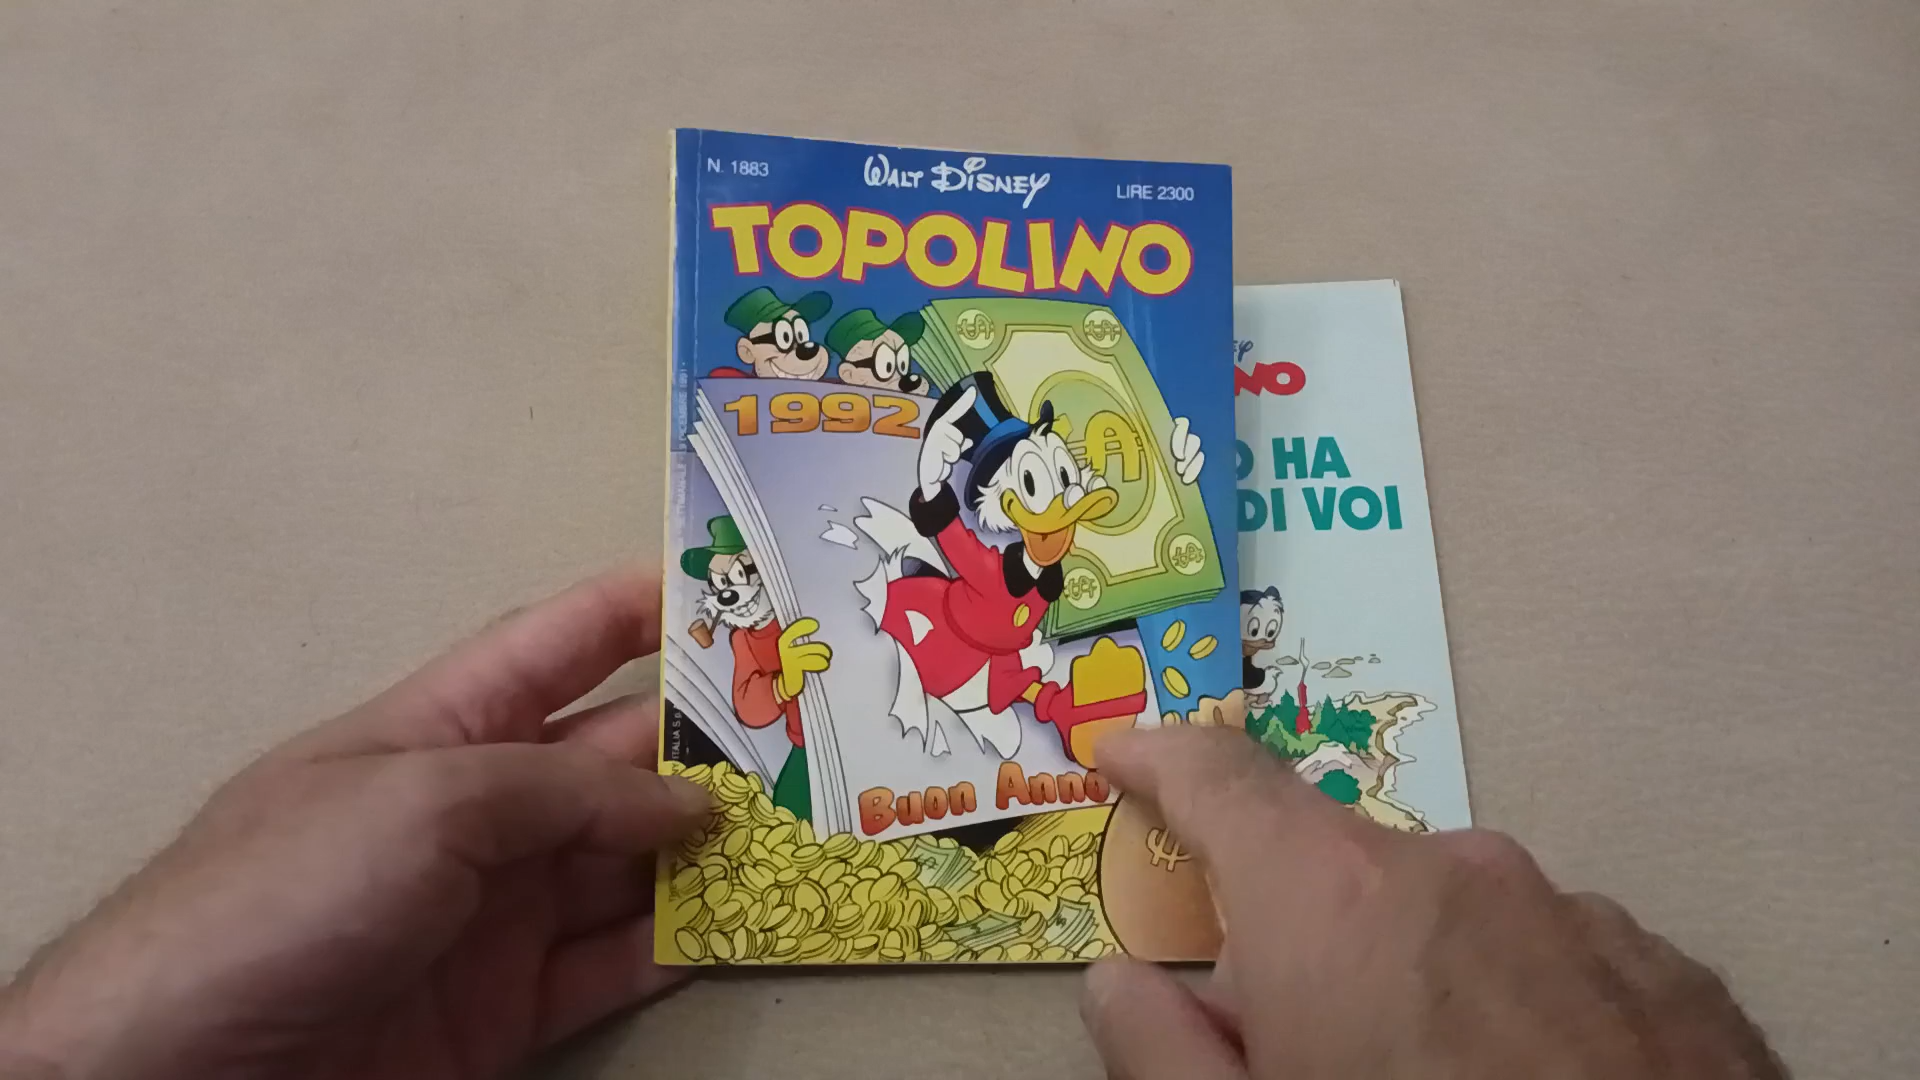 N. 1883
WALT DISNEY
LIRE 2300
TOPOLINO
1992
Buon Anno
NO
HA
DI VOI